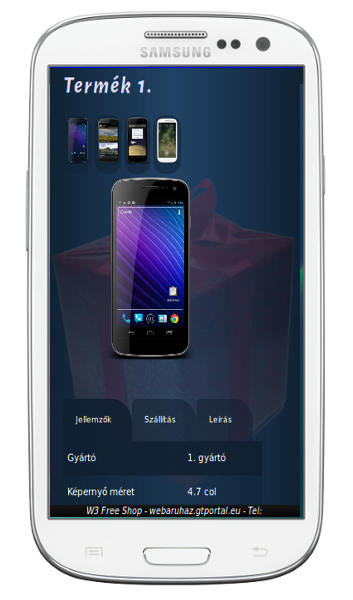 SAMSUNG
Termék 1.
Jellemzők
Szállítás
Leírás
Gyártó 1. gyártó
Képernyő méret 4.7 col
W3 Free Shop - webaruhaz.gtportal.eu - Tel: